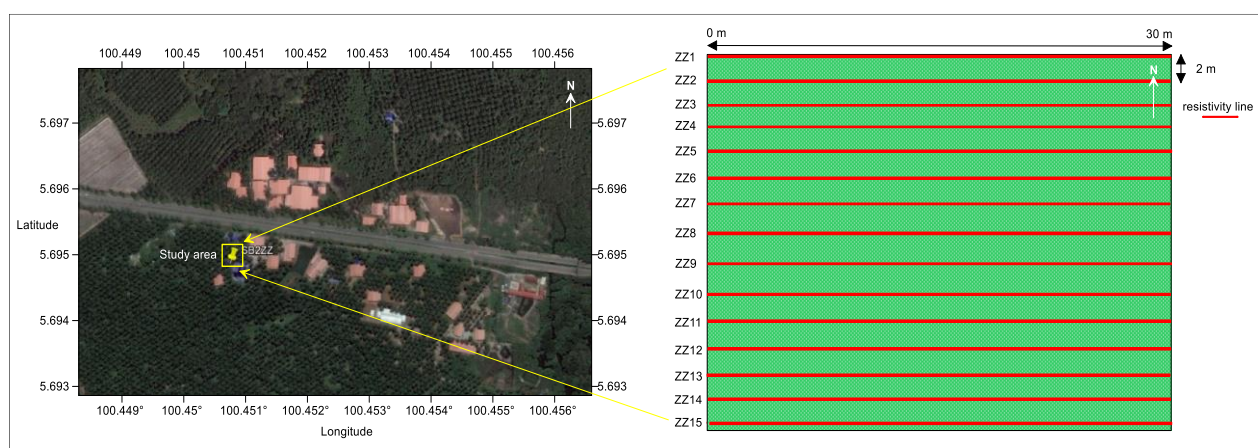 100.449 100.45 100.451 100.452 100.453 100.454 100.455 100.456
0 m 30 m
ZZ1
ZZ2
2 m
N
N
ZZ3
resistivity line
5.697 5.697
ZZ4
ZZ5
ZZ6
5.696 5.696
ZZ7
Latitude
ZZ8
Study area SB2ZZ
5.695 5.695
ZZ9
ZZ10
5.694 5.694
ZZ11
ZZ12
ZZ13
5.693 5.693
ZZ14
100.449° 100.45° 100.451° 100.452° 100.453° 100.454° 100.455° 100.456°
ZZ15
Longitude